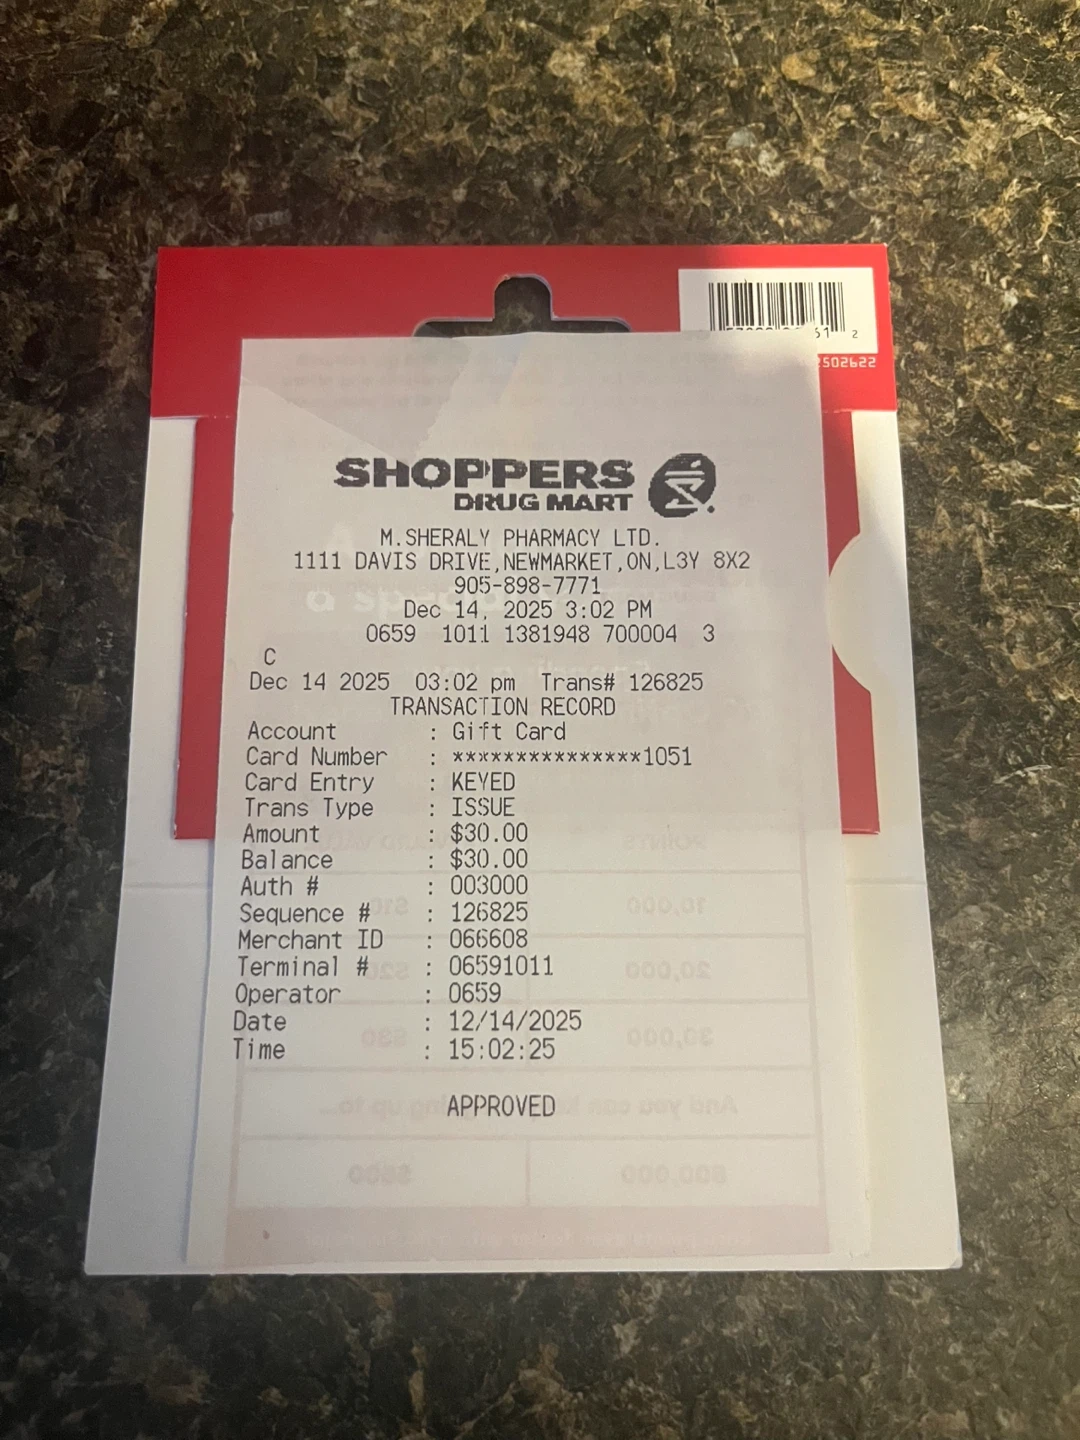 2502622
2
SHOPPERS
DRUG MART
M.SHERALY PHARMACY LTD.
1111 DAVIS DRIVE,NEWMARKET,ON,L3Y 8X2
905-898-7771
Dec 14, 2025 3:02 PM
0659 1011 1381948 700004 3
C
Dec 14 2025 03:02 pm Trans# 126825
TRANSACTION RECORD
Account : Gift Card
Card Number : ***************1051
Card Entry : KEYED
Trans Type : ISSUE
Amount : $30.00
Balance : $30.00
Auth # : 003000
Sequence # : 126825
Merchant ID : 066608
Terminal # : 06591011
Operator : 0659
Date : 12/14/2025
Time : 15:02:25
APPROVED